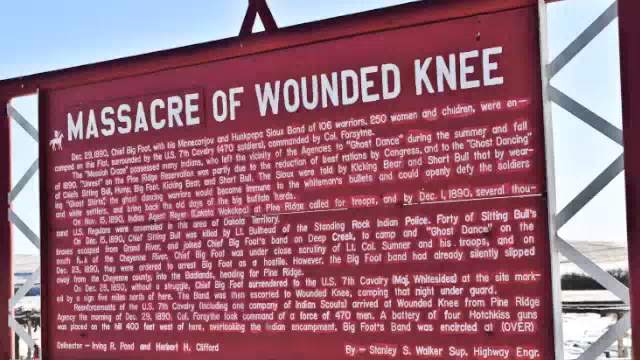 MASSACRE OF WOUNDED KNEE
Dec. 29, 1890, Chief Big Foot, with his Minneconjou and Hunkpapa Sioux Band of 106 warriors, 250 women and children, were en-
camped on this Flat, surrounded by the U.S. 7th Cavalry (470 soldiers), commanded by Col. Forsythe.
The "Messiah Craze" possessed many Indians, who left the vicinity of the Agencies to "Ghost Dance" during the summer and fall
of 1890. "Unrest" on the Pine Ridge Reservation was partly due to the reduction of beef rations by Congress, and to the "Ghost Dancing"
of Chiefs Sitting Bull, Hump, Big Foot, Kicking Bear, and Short Bull. The Sioux were told by Kicking Bear and Short Bull that by wear-
ing "Ghost Shirts", the ghost dancing warriors would become immune to the whiteman's bullets and could openly defy the soldiers
and white settlers, and bring back the old days of the big buffalo herds.
On Nov. 15, 1890, Indian Agent Royer (Lakota Wokokipa) at Pine Ridge called for troops, and by Dec. 1, 1890, several thou-
sand U.S. Regulars were assembled in this area of Dakota Territory.
On Dec. 15, 1890, Chief Sitting Bull was killed by Lt. Bullhead of the Standing Rock Indian Police. Forty of Sitting Bull's
braves escaped from Grand River, and joined Chief Big Foot's band on Deep Creek, to camp and "Ghost Dance" on the
south fork of the Cheyenne River. Chief Big Foot was under close scrutiny of Lt. Col. Sumner and his troops, and on
Dec. 23, 1890, they were ordered to arrest Big Foot as a hostile. However, the Big Foot band had already silently slipped
away from the Cheyenne country, into the Badlands, heading for Pine Ridge.
On Dec. 28, 1890, without a struggle, Chief Big Foot surrendered to the U.S. 7th Cavalry (Maj. Whitesides) at the site mark-
ed by a sign five miles north of here. The Band was then escorted to Wounded Knee, camping that night under guard.
Reinforcements of the U.S. 7th Cavalry (including one company of Indian Scouts) arrived at Wounded Knee from Pine Ridge
Agency the morning of Dec. 29, 1890. Col. Forsythe took command of a force of 470 men. A battery of four Hotchkiss guns
was placed on the hill 400 feet west of here, overlooking the Indian encampment. Big Foot's Band was encircled at (OVER)
Delineator - Irving R. Pond and Herbert H. Clifford By - Stanley S. Walker Sup. Highway Engr.